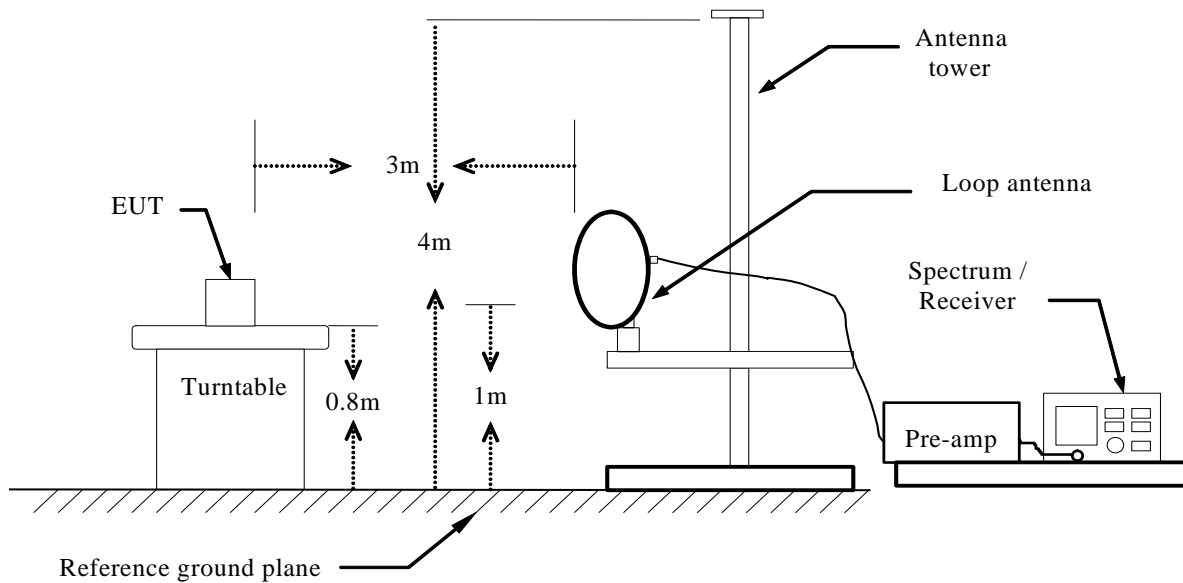 Antenna
tower
3m
Loop antenna
EUT
4m
Spectrum /
Receiver
Turntable
0.8m
1m
Pre-amp
Reference ground plane